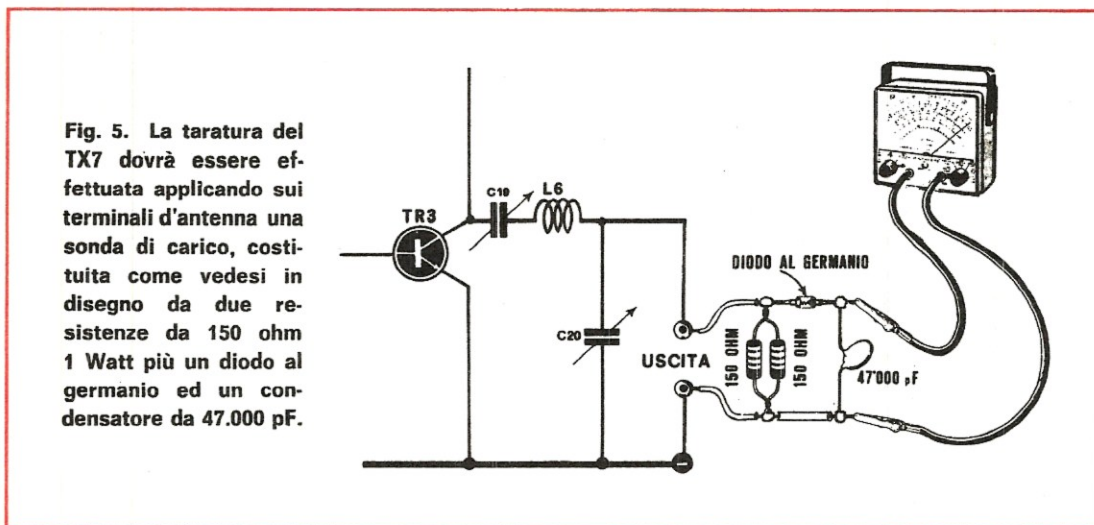 Fig. 5. La taratura del
TX7 dovrà essere ef-
fettuata applicando sui
terminali d'antenna una
sonda di carico, costi-
tuita come vedesi in
disegno da due re-
sistenze da 150 ohm
1 Watt più un diodo al
germanio ed un con-
densatore da 47.000 pF.
TR3
C19
L6
C20
USCITA
DIODO AL GERMANIO
150 OHM
150 OHM
47'000 pF